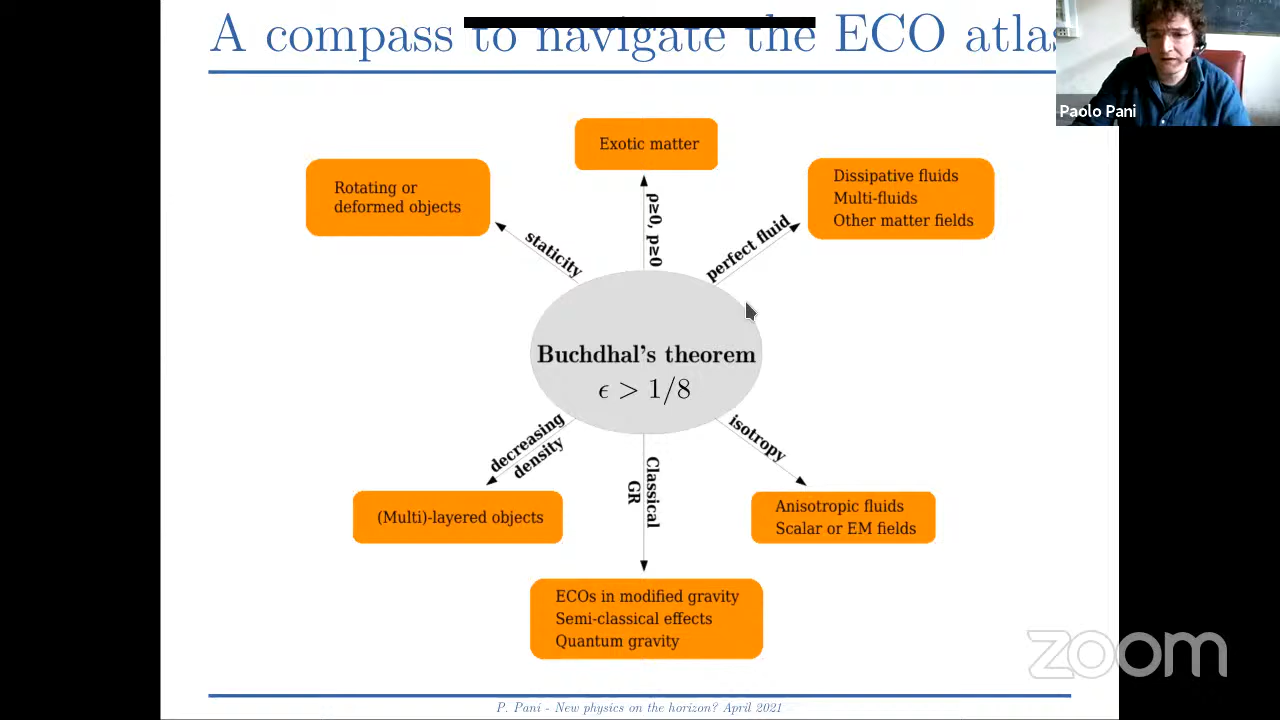 A compass to navigate the ECO atlas
Paolo Pani
Exotic matter
Rotating or
deformed objects
Dissipative fluids
Multi-fluids
Other matter fields
staticity
ρ≥0, p≥0
perfect fluid
Buchdhal's theorem
ϵ > 1/8
decreasing
density
Classical
GR
isotropy
(Multi)-layered objects
Anisotropic fluids
Scalar or EM fields
ECOs in modified gravity
Semi-classical effects
Quantum gravity
zoom
P. Pani - New physics on the horizon? April 2021